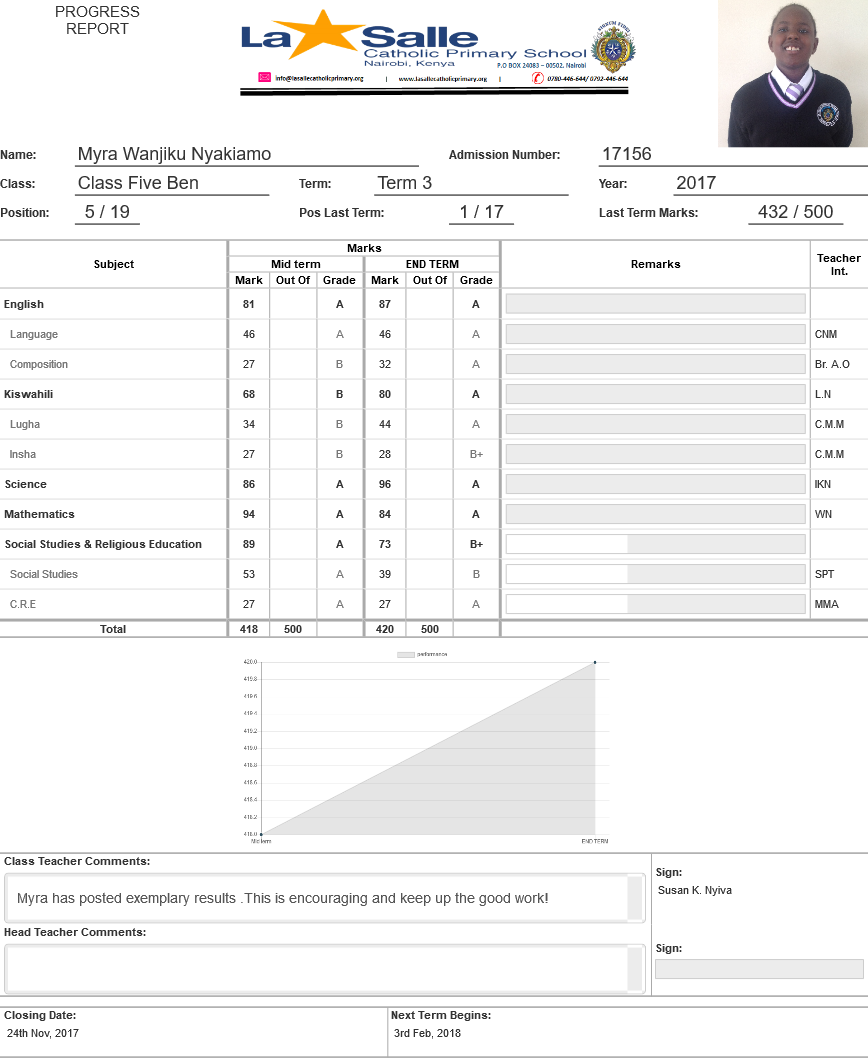 PROGRESS
REPORT
La Salle
Catholic Primary School
Nairobi, Kenya
P.O BOX 24083 – 00502, Nairobi
info@lasallecatholicprimary.org | www.lasallecatholicprimary.org | 0780-446-644/ 0792-446-644
Name: Myra Wanjiku Nyakiamo Admission Number: 17156
Class: Class Five Ben Term: Term 3 Year: 2017
Position: 5 / 19 Pos Last Term: 1 / 17 Last Term Marks: 432 / 500
Subject Marks Remarks Teacher Int.
Mid term END TERM
Mark Out Of Grade Mark Out Of Grade
English 81 A 87 A
Language 46 A 46 A CNM
Composition 27 B 32 A Br. A.O
Kiswahili 68 B 80 A L.N
Lugha 34 B 44 A C.M.M
Insha 27 B 28 B+ C.M.M
Science 86 A 96 A IKN
Mathematics 94 A 84 A WN
Social Studies & Religious Education 89 A 73 B+
Social Studies 53 A 39 B SPT
C.R.E 27 A 27 A MMA
Total 418 500 420 500
performance
420.0
419.8
419.6
419.4
419.2
419.0
418.8
418.6
418.4
418.2
418.0
Mid term END TERM
Class Teacher Comments:
Sign:
Myra has posted exemplary results .This is encouraging and keep up the good work!
Susan K. Nyiva
Head Teacher Comments:
Sign:
Closing Date: Next Term Begins:
24th Nov, 2017 3rd Feb, 2018